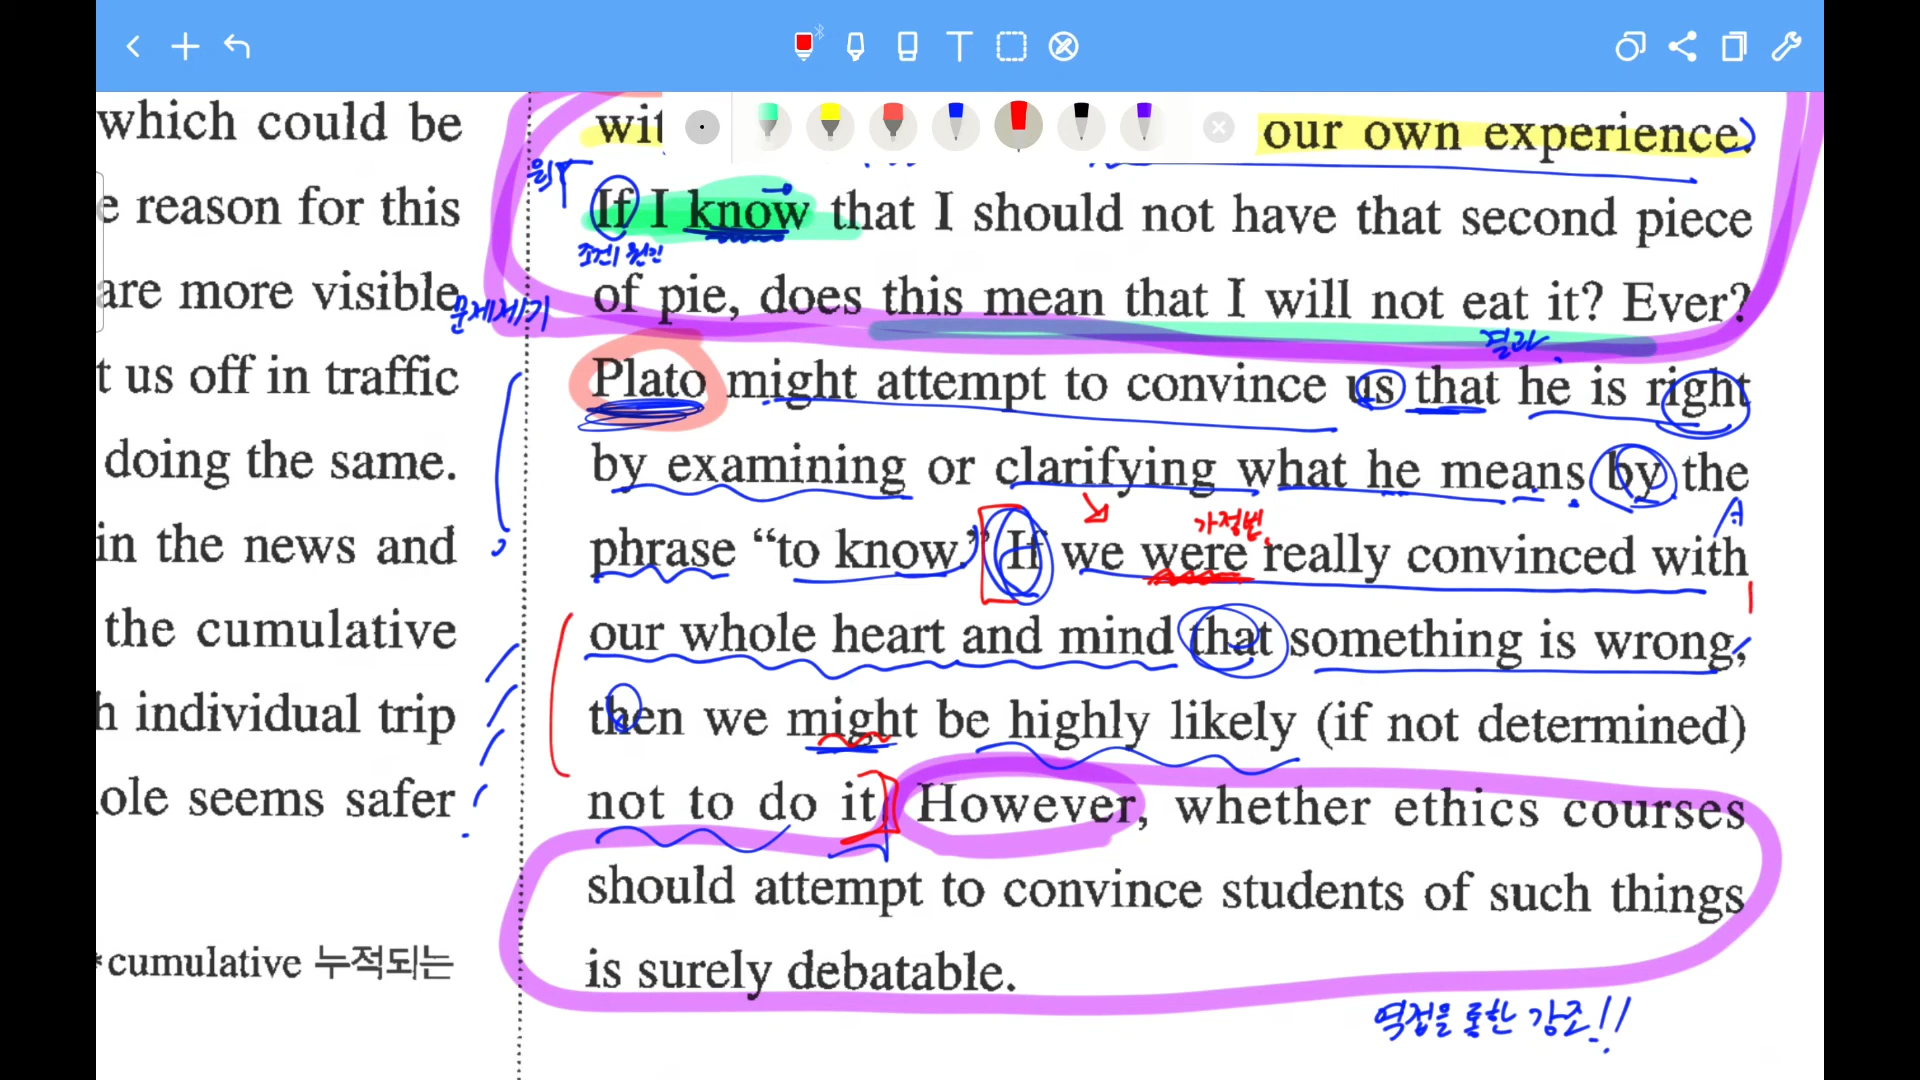 which could be
e reason for this
are more visible
t us off in traffic
doing the same.
in the news and
the cumulative
h individual trip
ole seems safer
*cumulative 누적되는
our own experience.
If I know that I should not have that second piece
조건/원인
of pie, does this mean that I will not eat it? Ever?
문제제기
결과
Plato might attempt to convince us that he is right
by examining or clarifying what he means by the
가정법
phrase “to know.” If we were really convinced with
our whole heart and mind that something is wrong,
then we might be highly likely (if not determined)
not to do it. However, whether ethics courses
should attempt to convince students of such things
is surely debatable.
역접을 통한 강조!!